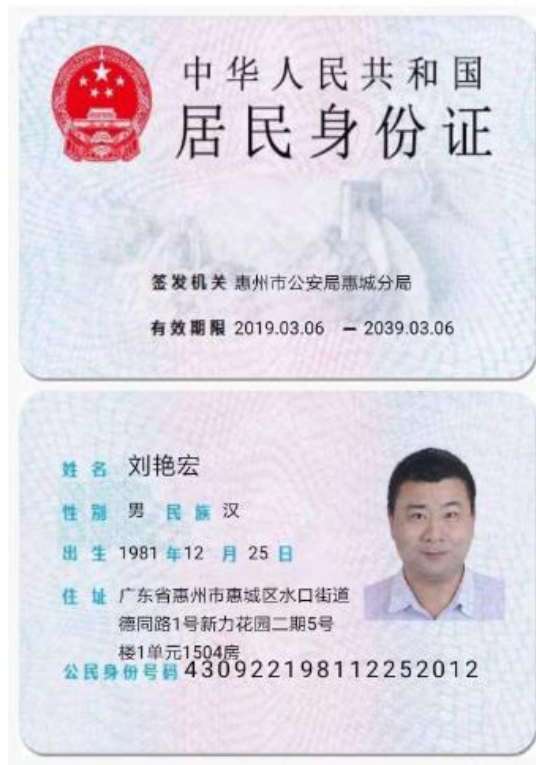 中华人民共和国
居民身份证
签发机关 惠州市公安局惠城分局
有效期限 2019.03.06 － 2039.03.06
姓名 刘艳宏
性别 男 民族 汉
出生 1981 年12 月 25 日
住址 广东省惠州市惠城区水口街道
德同路1号新力花园二期5号
楼1单元1504房
公民身份号码 430922198112252012